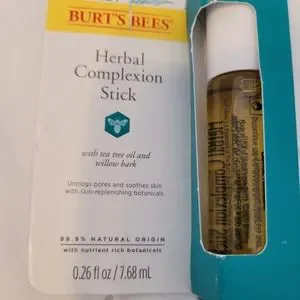 BURT'S BEES®
Herbal
Complexion
Stick
with tea tree oil and
willow bark
Unclogs pores and soothes skin
with skin-replenishing botanicals
99.9% NATURAL ORIGIN
with nutrient rich botanicals
0.26 fl oz / 7.68 mL